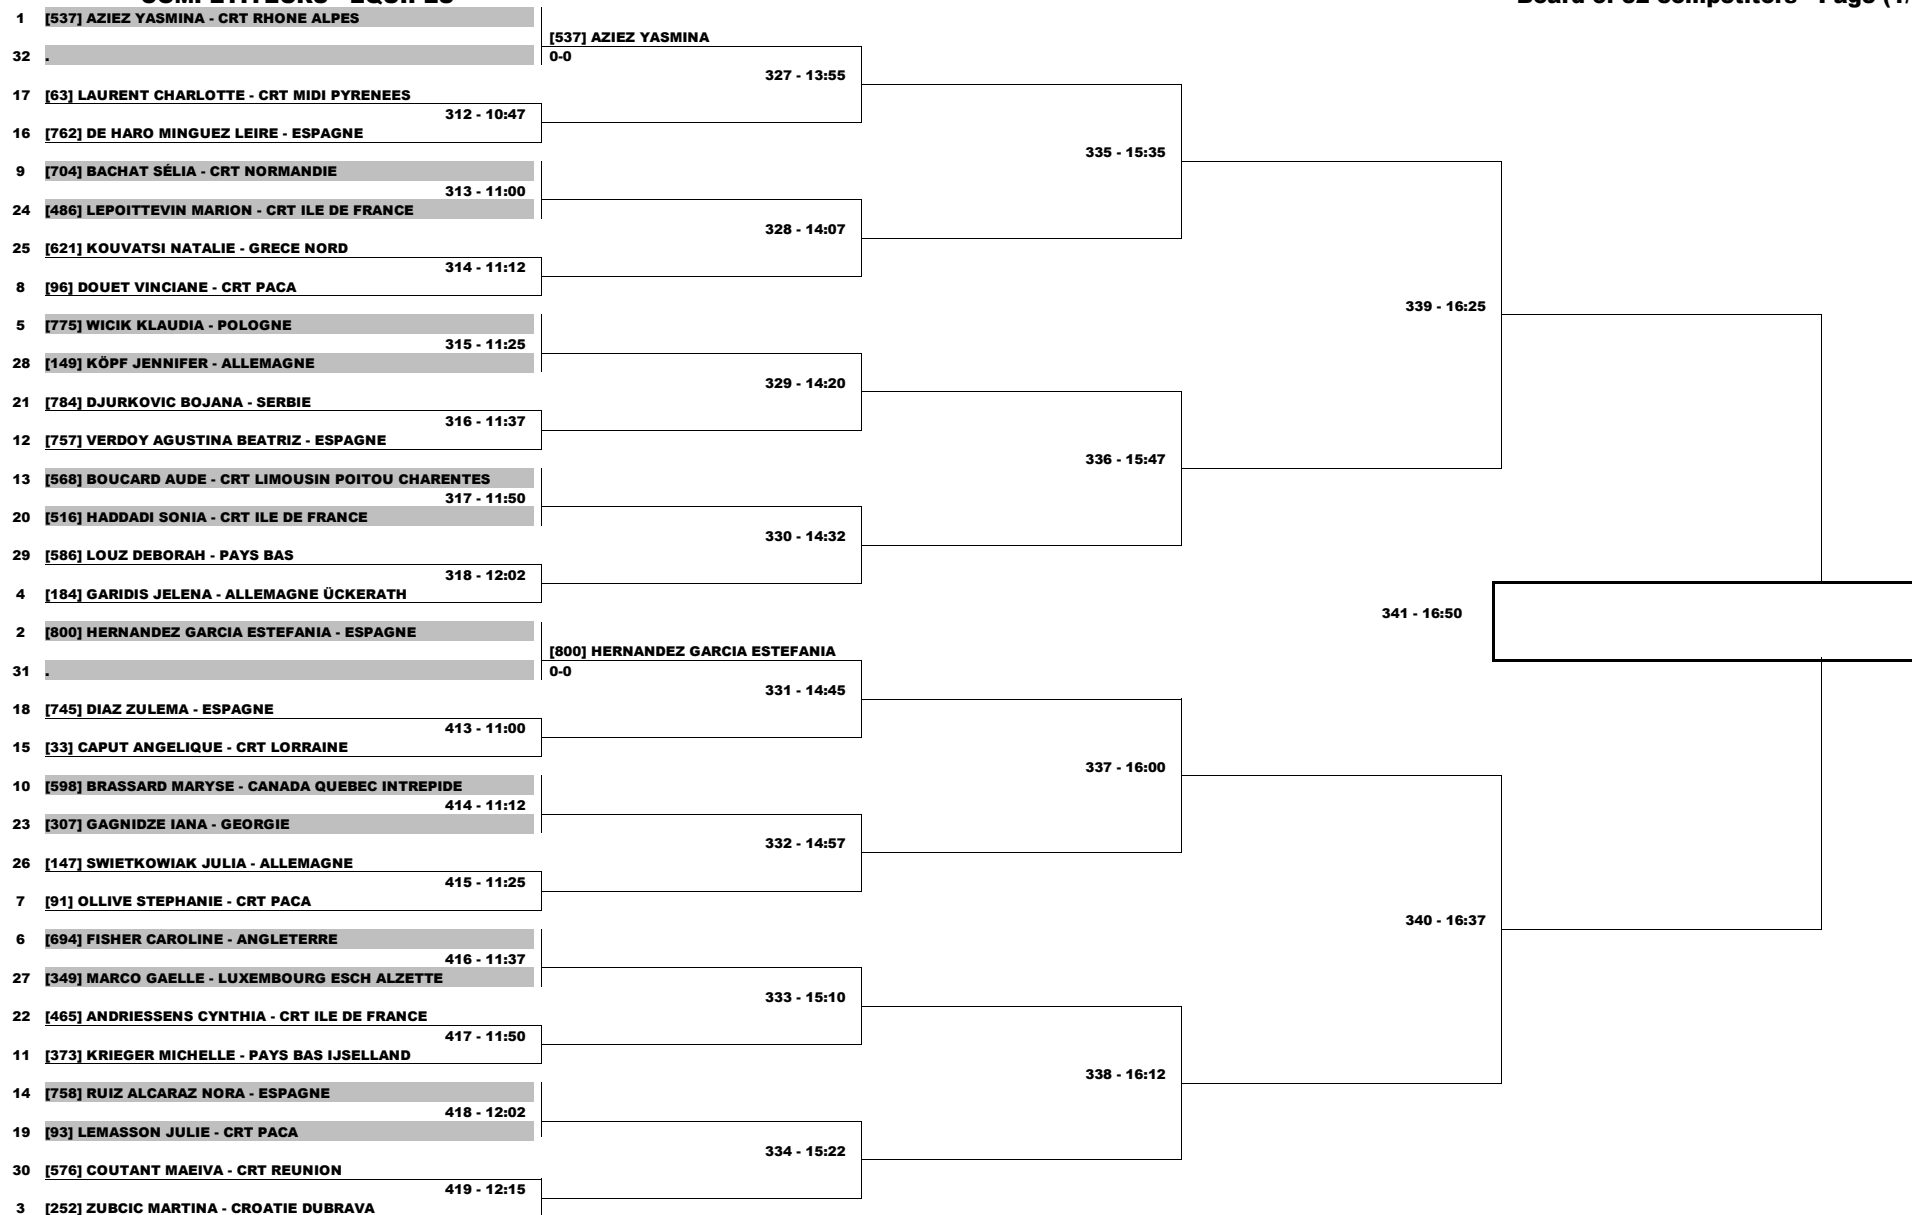 1 [537] AZIEZ YASMINA - CRT RHONE ALPES
[537] AZIEZ YASMINA
32 .
0-0
327 - 13:55
17 [63] LAURENT CHARLOTTE - CRT MIDI PYRENEES
312 - 10:47
16 [762] DE HARO MINGUEZ LEIRE - ESPAGNE
335 - 15:35
9 [704] BACHAT SÉLIA - CRT NORMANDIE
313 - 11:00
24 [486] LEPOITTEVIN MARION - CRT ILE DE FRANCE
328 - 14:07
25 [621] KOUVATSI NATALIE - GRECE NORD
314 - 11:12
8 [96] DOUET VINCIANE - CRT PACA
339 - 16:25
5 [775] WICIK KLAUDIA - POLOGNE
315 - 11:25
28 [149] KÖPF JENNIFER - ALLEMAGNE
329 - 14:20
21 [784] DJURKOVIC BOJANA - SERBIE
316 - 11:37
12 [757] VERDOY AGUSTINA BEATRIZ - ESPAGNE
336 - 15:47
13 [568] BOUCARD AUDE - CRT LIMOUSIN POITOU CHARENTES
317 - 11:50
20 [516] HADDADI SONIA - CRT ILE DE FRANCE
330 - 14:32
29 [586] LOUZ DEBORAH - PAYS BAS
318 - 12:02
4 [184] GARIDIS JELENA - ALLEMAGNE ÜCKERATH
341 - 16:50
2 [800] HERNANDEZ GARCIA ESTEFANIA - ESPAGNE
[800] HERNANDEZ GARCIA ESTEFANIA
31 .
0-0
331 - 14:45
18 [745] DIAZ ZULEMA - ESPAGNE
413 - 11:00
15 [33] CAPUT ANGELIQUE - CRT LORRAINE
337 - 16:00
10 [598] BRASSARD MARYSE - CANADA QUEBEC INTREPIDE
414 - 11:12
23 [307] GAGNIDZE IANA - GEORGIE
332 - 14:57
26 [147] SWIETKOWIAK JULIA - ALLEMAGNE
415 - 11:25
7 [91] OLLIVE STEPHANIE - CRT PACA
340 - 16:37
6 [694] FISHER CAROLINE - ANGLETERRE
416 - 11:37
27 [349] MARCO GAELLE - LUXEMBOURG ESCH ALZETTE
333 - 15:10
22 [465] ANDRIESSENS CYNTHIA - CRT ILE DE FRANCE
417 - 11:50
11 [373] KRIEGER MICHELLE - PAYS BAS IJSELLAND
338 - 16:12
14 [758] RUIZ ALCARAZ NORA - ESPAGNE
418 - 12:02
19 [93] LEMASSON JULIE - CRT PACA
334 - 15:22
30 [576] COUTANT MAEIVA - CRT REUNION
419 - 12:15
3 [252] ZUBCIC MARTINA - CROATIE DUBRAVA